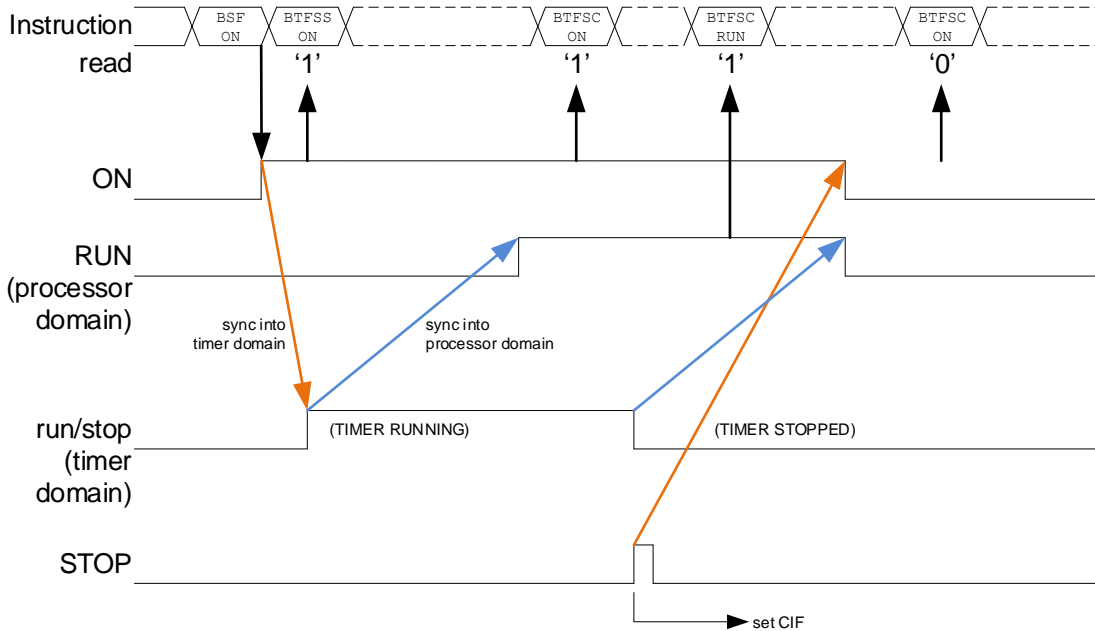 Instruction
BSF
ON
BTFSS
ON
BTFSC
ON
BTFSC
RUN
BTFSC
ON
read
‘1’
‘1’
‘1’
‘0’
ON
RUN
(processor
domain)
sync into
timer domain
sync into
processor domain
run/stop
(timer
domain)
(TIMER RUNNING)
(TIMER STOPPED)
STOP
set CIF